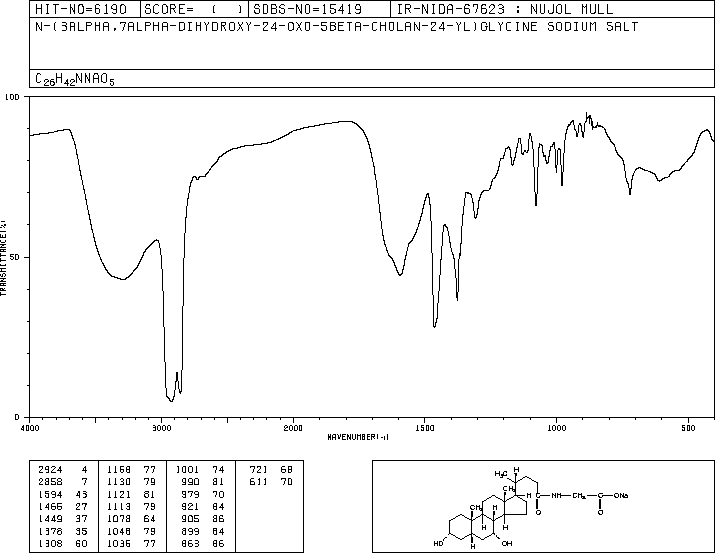 HIT-NO=6190 |SCORE= ( )|SDBS-NO=15419 |IR-NIDA-67623 : NUJOL MULL
N-(3ALPHA,7ALPHA-DIHYDROXY-24-OXO-5BETA-CHOLAN-24-YL)GLYCINE SODIUM SALT
C26H42NNAO5
100
50
0
TRANSMITTANCE(%)
4000 3000 2000 1500 1000 500
WAVENUMBER(-1)
2924 4 1168 77 1001 74 721 68
2858 7 1130 79 990 81 611 70
1594 43 1121 81 979 70
1466 27 1113 79 921 84
1449 37 1078 64 905 86
1378 35 1048 79 899 84
1308 60 1036 77 863 86
H
H3C
CH3
H C NH CH2 C ONa
O O
CH3 H
H H
HO H OH